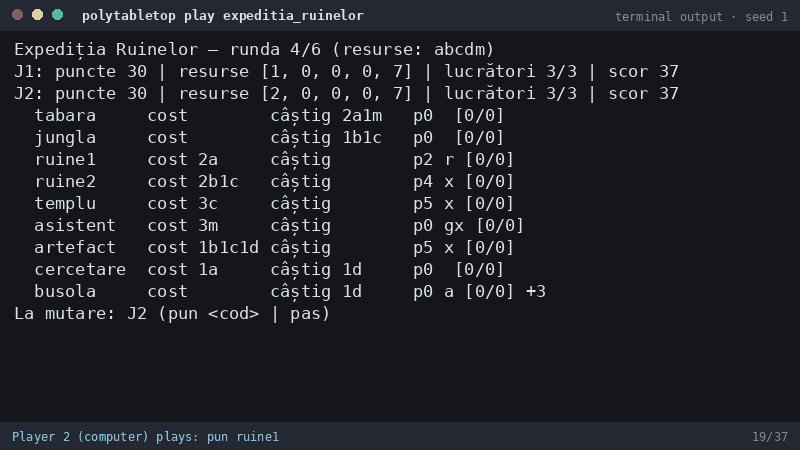 polytabletop play expeditia_ruinelor
terminal output · seed 1
Expediția Ruinelor — runda 4/6 (resurse: abcdm)
J1: puncte 30 | resurse [1, 0, 0, 0, 7] | lucrători 3/3 | scor 37
J2: puncte 30 | resurse [2, 0, 0, 0, 7] | lucrători 3/3 | scor 37
tabara cost câștig 2a1m p0 [0/0]
jungla cost câștig 1b1c p0 [0/0]
ruine1 cost 2a câștig p2 r [0/0]
ruine2 cost 2b1c câștig p4 x [0/0]
templu cost 3c câștig p5 x [0/0]
asistent cost 3m câștig p0 gx [0/0]
artefact cost 1b1c1d câștig p5 x [0/0]
cercetare cost 1a câștig 1d p0 [0/0]
busola cost câștig 1d p0 a [0/0] +3
La mutare: J2 (pun <cod> | pas)
Player 2 (computer) plays: pun ruine1
19/37